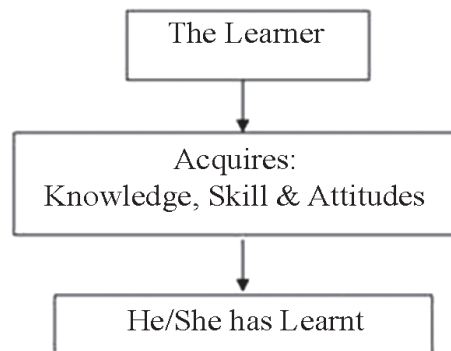 The Learner
Acquires:
Knowledge, Skill & Attitudes
He/She has Learnt